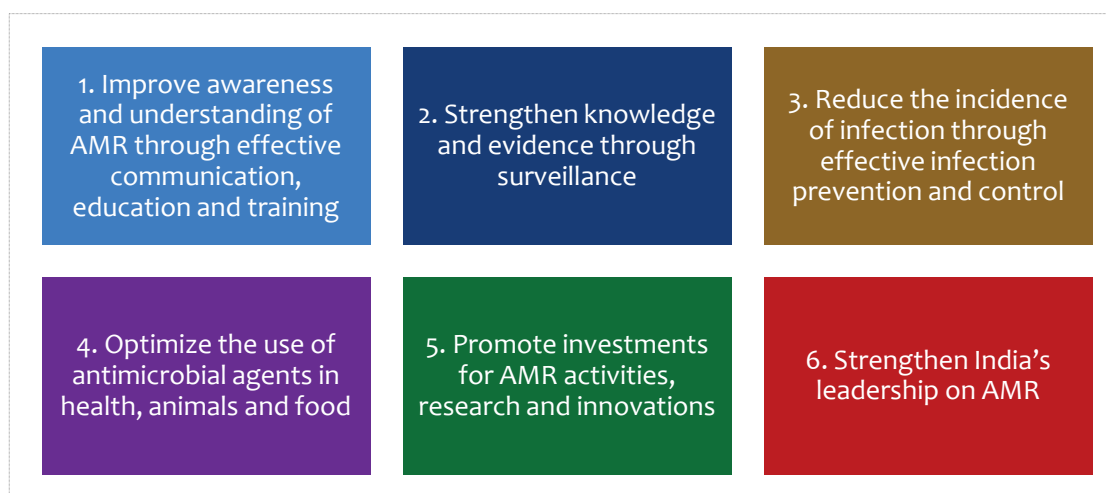 1. Improve awareness
and understanding of
AMR through effective
communication,
education and training
2. Strengthen knowledge
and evidence through
surveillance
3. Reduce the incidence
of infection through
effective infection
prevention and control
4. Optimize the use of
antimicrobial agents in
health, animals and food
5. Promote investments
for AMR activities,
research and innovations
6. Strengthen India’s
leadership on AMR